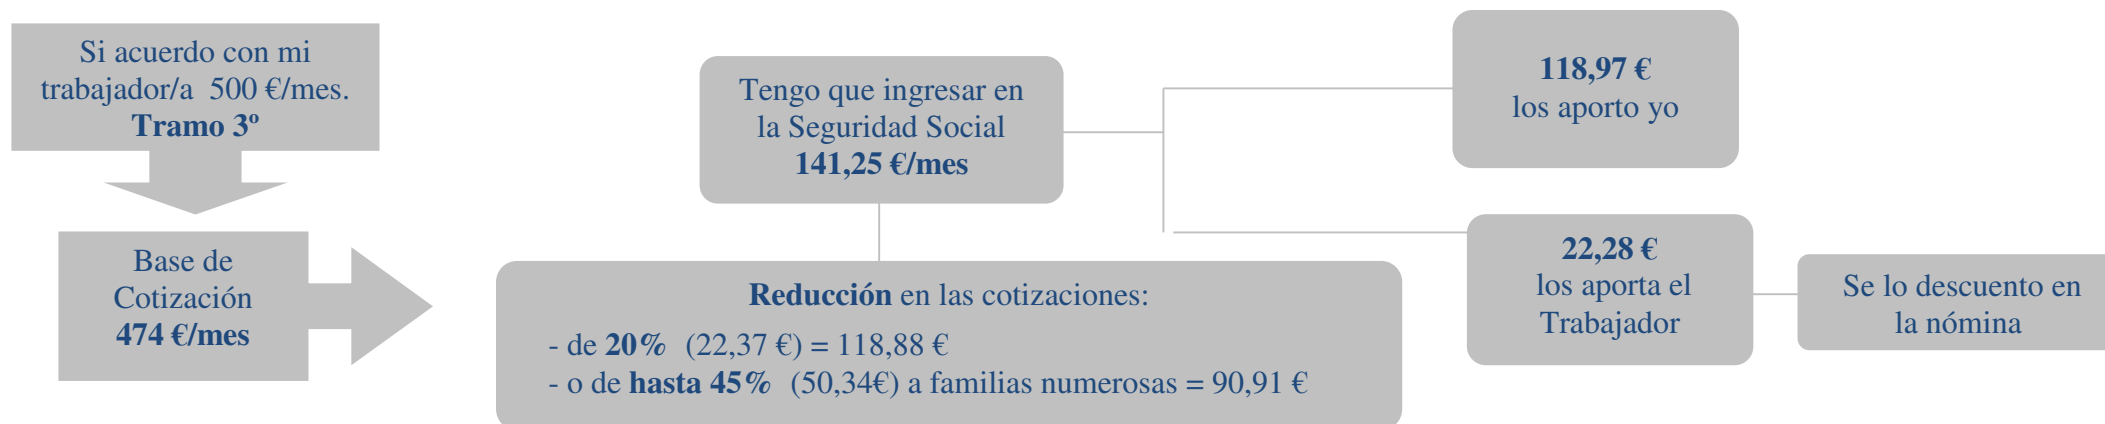 Si acuerdo con mi
trabajador/a 500 €/mes.
Tramo 3º
Base de
Cotización
474 €/mes
Tengo que ingresar en
la Seguridad Social
141,25 €/mes
Reducción en las cotizaciones:
- de 20% (22,37 €) = 118,88 €
- o de hasta 45% (50,34€) a familias numerosas = 90,91 €
118,97 €
los aporto yo
22,28 €
los aporta el
Trabajador
Se lo descuento en
la nómina